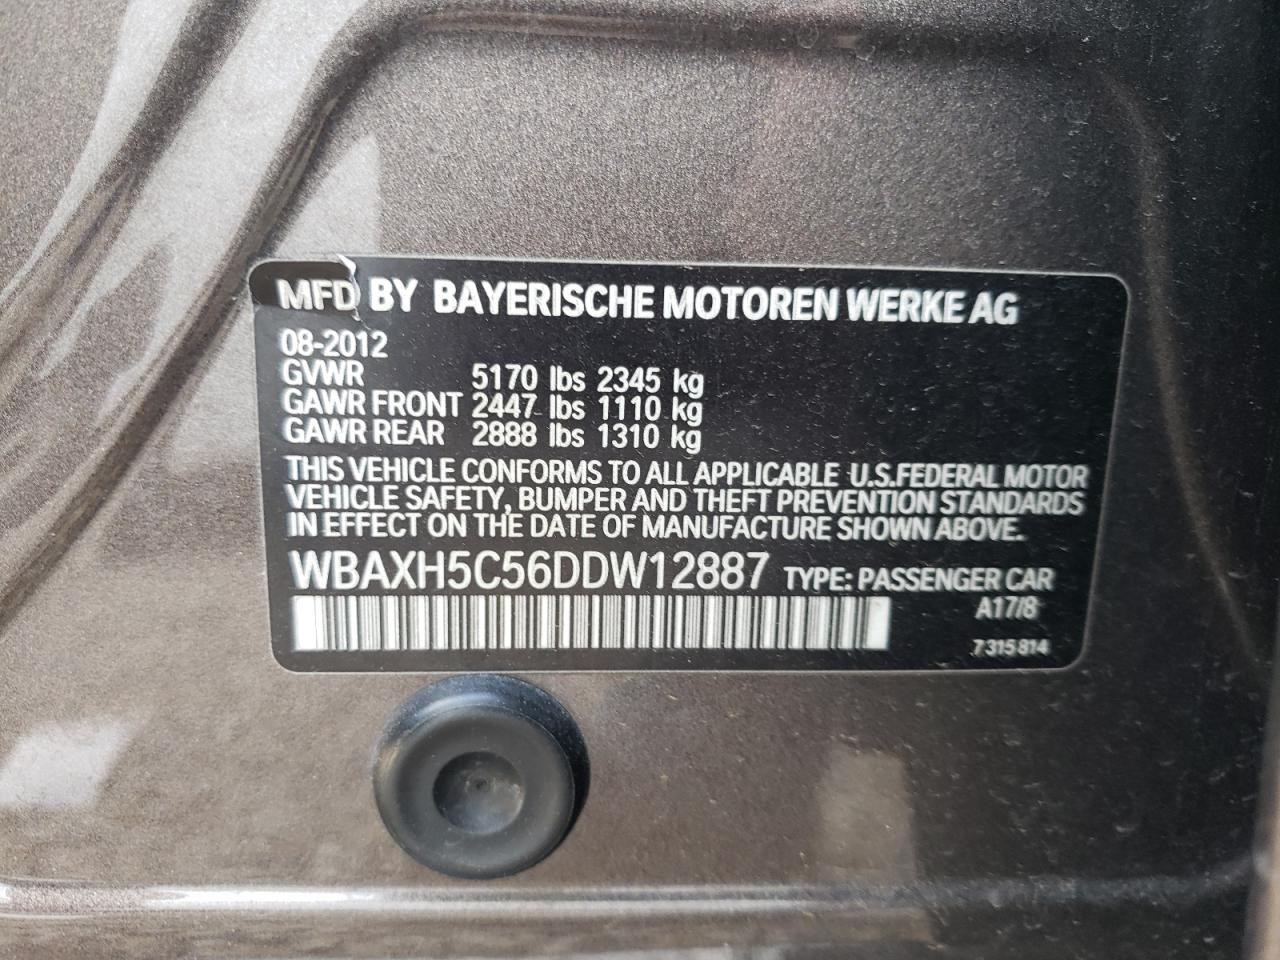 MFD BY BAYERISCHE MOTOREN WERKE AG
08-2012
GVWR 5170 lbs 2345 kg
GAWR FRONT 2447 lbs 1110 kg
GAWR REAR 2888 lbs 1310 kg
THIS VEHICLE CONFORMS TO ALL APPLICABLE U.S.FEDERAL MOTOR
VEHICLE SAFETY, BUMPER AND THEFT PREVENTION STANDARDS
IN EFFECT ON THE DATE OF MANUFACTURE SHOWN ABOVE.
WBAXH5C56DDW12887 TYPE: PASSENGER CAR
A17/8
7 315 814